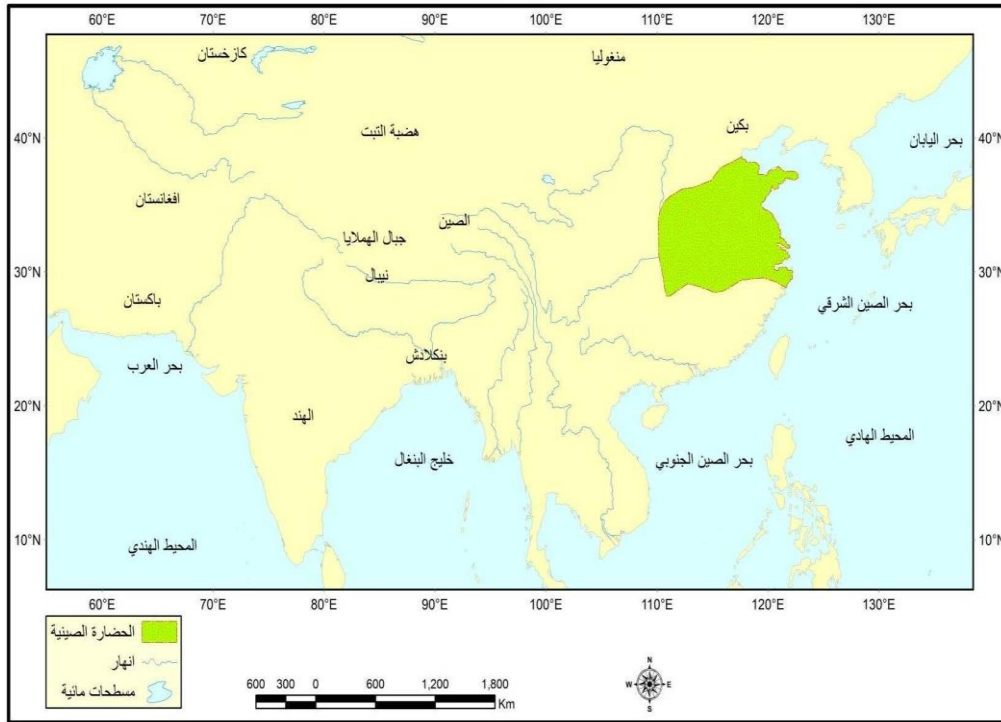 60°E 70°E 80°E 90°E 100°E 110°E 120°E 130°E
كازخستان
منغوليا
هضبة التبت
بكين
بحر اليابان
40°N 40°N
افغانستان
الصين
جبال الهملايا
نيبال
30°N 30°N
باكستان
بحر الصين الشرقي
بنكلادش
بحر العرب
20°N 20°N
الهند
المحيط الهادي
خليج البنغال
بحر الصين الجنوبي
المحيط الهندي
10°N 10°N
60°E 70°E 80°E 90°E 100°E 110°E 120°E 130°E
الحضارة الصينية
انهار
مسطحات مائية
600 300 0 600 1,200 1,800
Km
N
W E
S